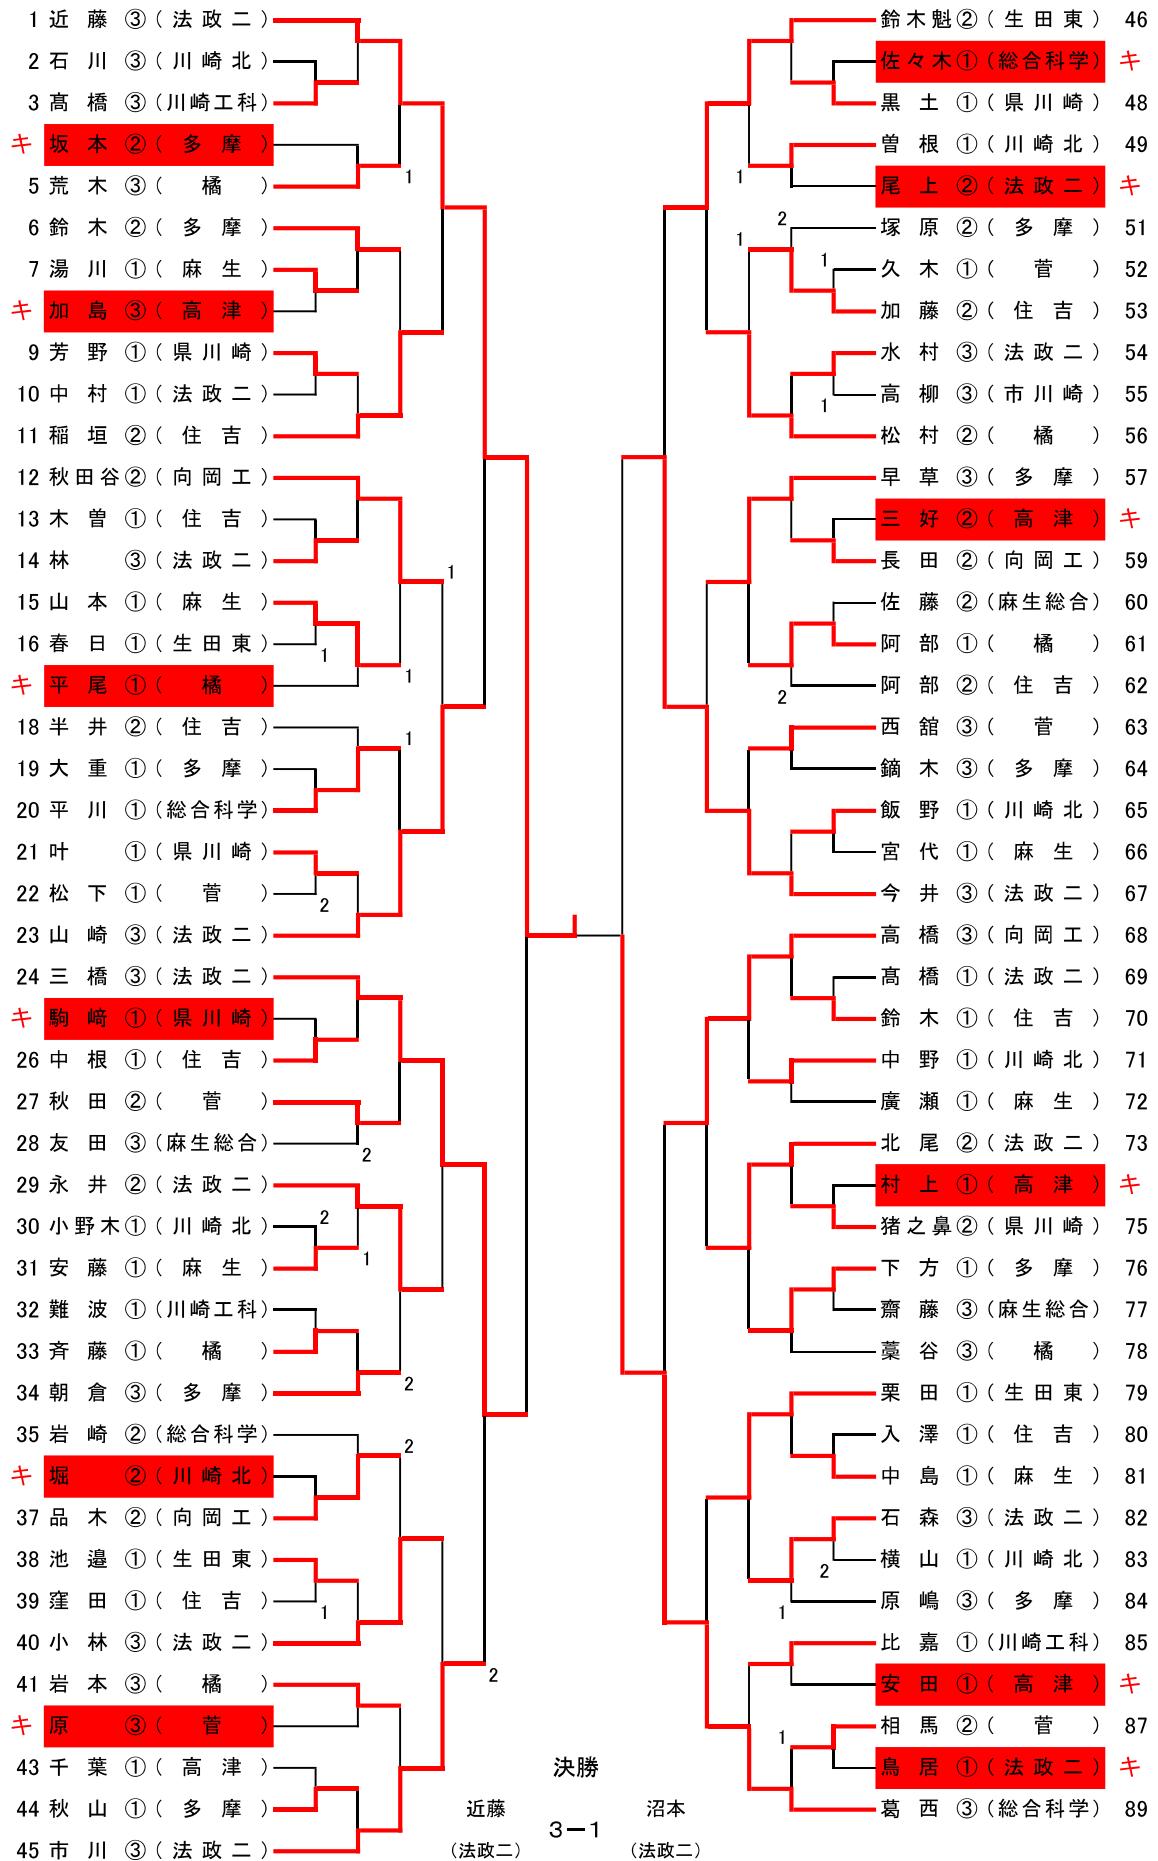 1 近藤 ③ (法政二)
2 石川 ③ (川崎北)
3 髙橋 ③ (川崎工科)
キ 坂本 ② (多摩)
5 荒木 ③ (橘)
1
6 鈴木 ② (多摩)
7 湯川 ① (麻生)
キ 加島 ③ (高津)
9 芳野 ① (県川崎)
10 中村 ① (法政二)
11 稲垣 ② (住吉)
12 秋田谷 ② (向岡工)
13 木曽 ① (住吉)
14 林 ③ (法政二)
1
15 山本 ① (麻生)
16 春日 ① (生田東)
1
キ 平尾 ① (橘)
1
18 半井 ② (住吉)
1
19 大重 ① (多摩)
20 平川 ① (総合科学)
21 叶 ① (県川崎)
22 松下 ① (菅)
2
23 山崎 ③ (法政二)
24 三橋 ③ (法政二)
キ 駒﨑 ① (県川崎)
26 中根 ① (住吉)
27 秋田 ② (菅)
28 友田 ③ (麻生総合)
2
29 永井 ② (法政二)
2
30 小野木 ① (川崎北)
1
31 安藤 ① (麻生)
32 難波 ① (川崎工科)
33 斉藤 ① (橘)
2
34 朝倉 ③ (多摩)
35 岩崎 ② (総合科学)
2
キ 堀 ② (川崎北)
37 品木 ② (向岡工)
38 池邉 ① (生田東)
39 窪田 ① (住吉)
1
40 小林 ③ (法政二)
41 岩本 ③ (橘)
2
キ 原 ③ (菅)
43 千葉 ① (高津)
44 秋山 ① (多摩)
45 市川 ③ (法政二)
鈴木魁 ② (生田東) 46
佐々木 ① (総合科学) キ
黒土 ① (県川崎) 48
曽根 ① (川崎北) 49
1
尾上 ② (法政二) キ
2
塚原 ② (多摩) 51
1
1
久木 ① (菅) 52
加藤 ② (住吉) 53
水村 ③ (法政二) 54
高柳 ③ (市川崎) 55
1
松村 ② (橘) 56
早草 ③ (多摩) 57
三好 ② (高津) キ
長田 ② (向岡工) 59
佐藤 ② (麻生総合) 60
阿部 ① (橘) 61
阿部 ② (住吉) 62
2
西舘 ③ (菅) 63
鏑木 ③ (多摩) 64
飯野 ① (川崎北) 65
宮代 ① (麻生) 66
今井 ③ (法政二) 67
高橋 ③ (向岡工) 68
髙橋 ① (法政二) 69
鈴木 ① (住吉) 70
中野 ① (川崎北) 71
廣瀬 ① (麻生) 72
北尾 ② (法政二) 73
村上 ① (高津) キ
猪之鼻 ② (県川崎) 75
下方 ① (多摩) 76
齋藤 ③ (麻生総合) 77
藁谷 ③ (橘) 78
栗田 ① (生田東) 79
入澤 ① (住吉) 80
中島 ① (麻生) 81
石森 ③ (法政二) 82
横山 ① (川崎北) 83
2
原嶋 ③ (多摩) 84
1
比嘉 ① (川崎工科) 85
安田 ① (高津) キ
相馬 ② (菅) 87
1
鳥居 ① (法政二) キ
葛西 ③ (総合科学) 89
決勝
近藤 沼本
3－1
(法政二) (法政二)